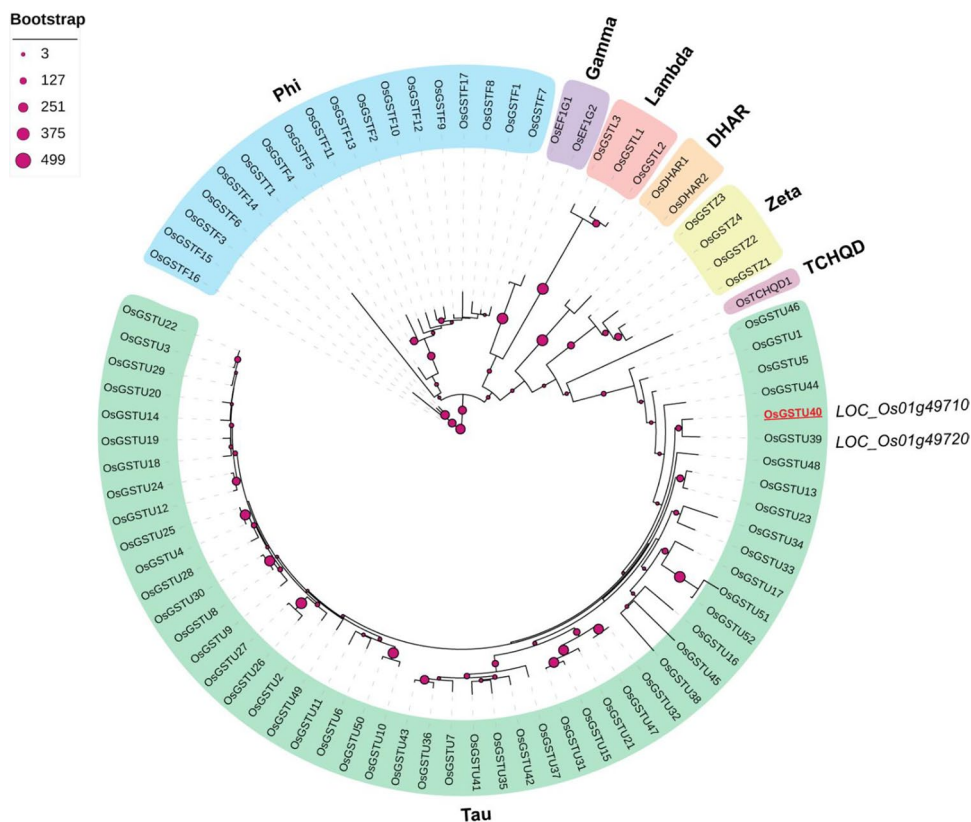 Bootstrap
3
127
251
375
499
Phi
Gamma
Lambda
DHAR
Zeta
TCHQD
Tau
OsGSTF16
OsGSTF15
OsGSTF3
OsGSTF6
OsGSTF14
OsGSTT1
OsGSTF4
OsGSTF5
OsGSTF11
OsGSTF13
OsGSTF2
OsGSTF10
OsGSTF12
OsGSTF9
OsGSTF17
OsGSTF8
OsGSTF1
OsGSTF7
OsEF1G1
OsEF1G2
OsGSTL3
OsGSTL1
OsGSTL2
OsDHAR1
OsDHAR2
OsGSTZ3
OsGSTZ4
OsGSTZ2
OsGSTZ1
OsTCHQD1
OsGSTU46
OsGSTU1
OsGSTU5
OsGSTU44
OsGSTU40 LOC_Os01g49710
OsGSTU39 LOC_Os01g49720
OsGSTU48
OsGSTU13
OsGSTU23
OsGSTU34
OsGSTU33
OsGSTU17
OsGSTU51
OsGSTU52
OsGSTU16
OsGSTU45
OsGSTU38
OsGSTU32
OsGSTU47
OsGSTU21
OsGSTU15
OsGSTU31
OsGSTU37
OsGSTU42
OsGSTU35
OsGSTU41
OsGSTU7
OsGSTU36
OsGSTU43
OsGSTU10
OsGSTU50
OsGSTU6
OsGSTU11
OsGSTU49
OsGSTU2
OsGSTU26
OsGSTU27
OsGSTU9
OsGSTU8
OsGSTU30
OsGSTU28
OsGSTU4
OsGSTU25
OsGSTU12
OsGSTU24
OsGSTU18
OsGSTU19
OsGSTU14
OsGSTU20
OsGSTU29
OsGSTU3
OsGSTU22